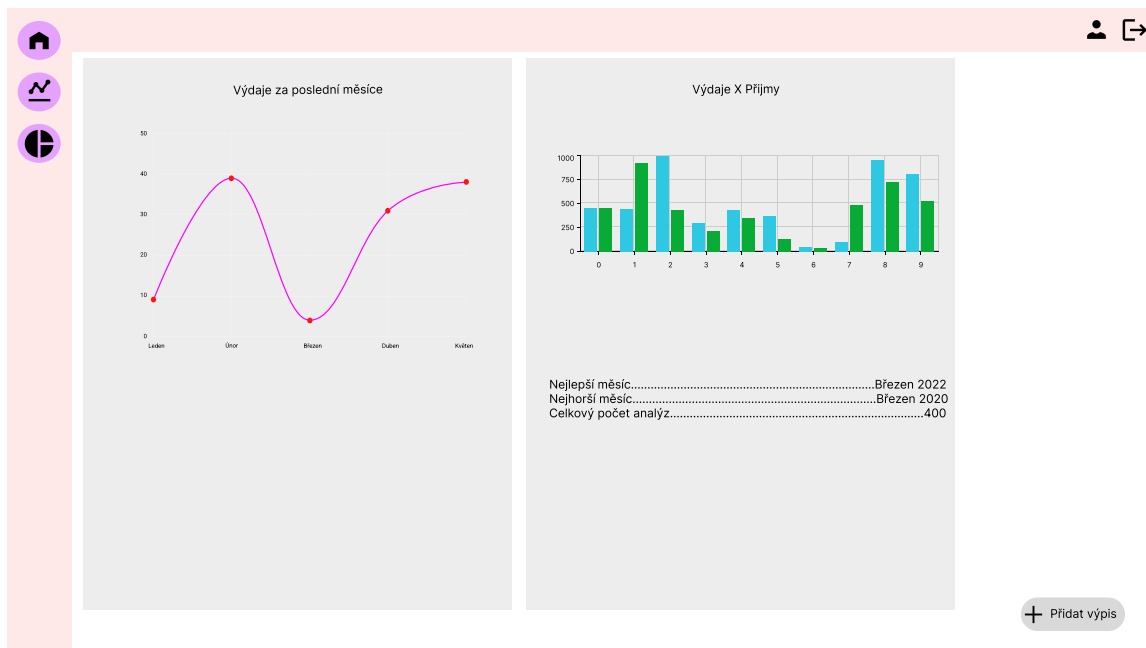 Výdaje za poslední měsíce
50
40
30
20
10
0
Leden Únor Březen Duben Květen
Výdaje X Přijmy
1000
750
500
250
0
0 1 2 3 4 5 6 7 8 9
Nejlepší měsíc...........................................................................Březen 2022
Nejhorší měsíc...........................................................................Březen 2020
Celkový počet analýz..............................................................................400
Přidat výpis